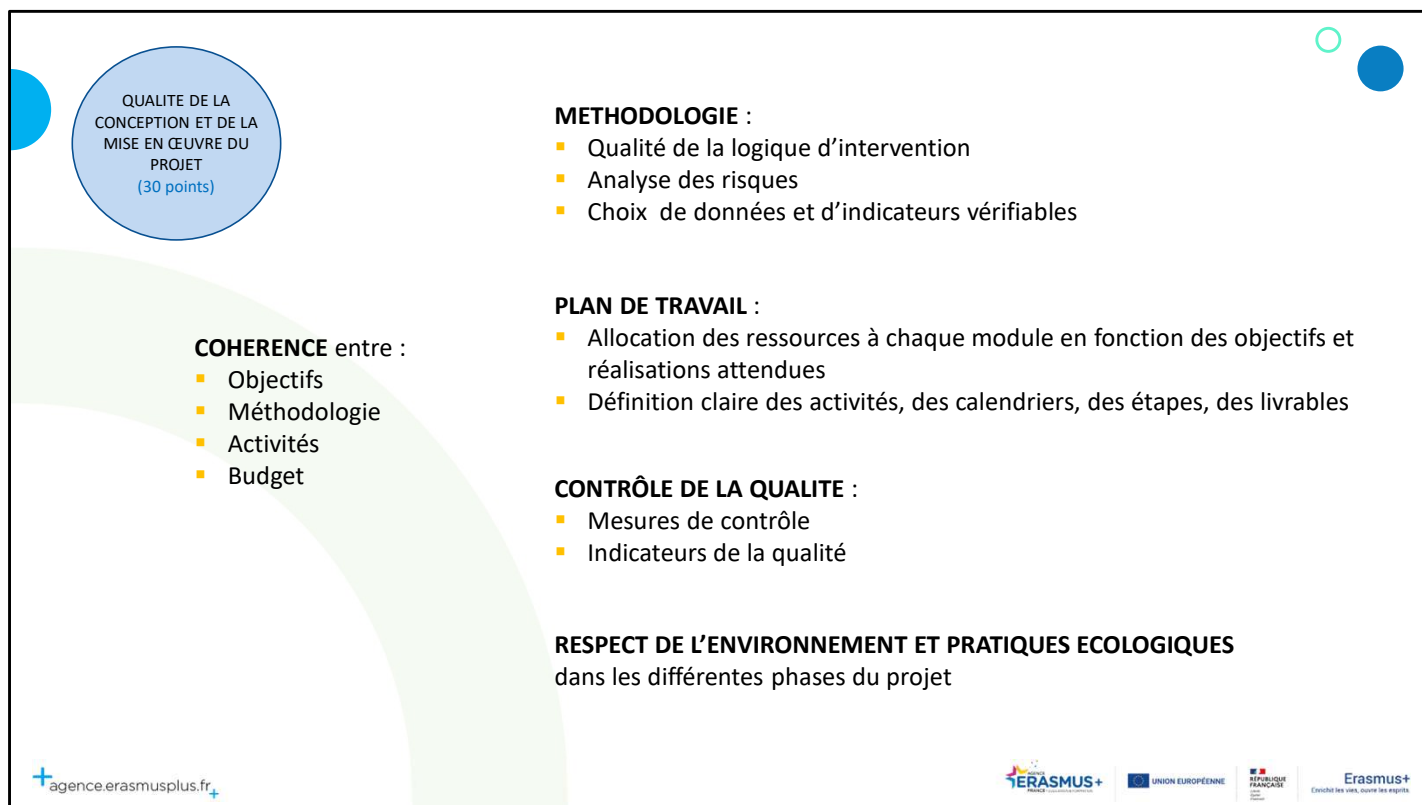 QUALITE DE LA
CONCEPTION ET DE LA
MISE EN ŒUVRE DU
PROJET
(30 points)
COHERENCE entre :
Objectifs
Méthodologie
Activités
Budget
METHODOLOGIE :
Qualité de la logique d’intervention
Analyse des risques
Choix de données et d’indicateurs vérifiables
PLAN DE TRAVAIL :
Allocation des ressources à chaque module en fonction des objectifs et
réalisations attendues
Définition claire des activités, des calendriers, des étapes, des livrables
CONTRÔLE DE LA QUALITE :
Mesures de contrôle
Indicateurs de la qualité
RESPECT DE L’ENVIRONNEMENT ET PRATIQUES ECOLOGIQUES
dans les différentes phases du projet
agence.erasmusplus.fr
AGENCE
ERASMUS+
FRANCE
UNION EUROPÉENNE
RÉPUBLIQUE
FRANÇAISE
Erasmus+
Enrichit les vies, ouvre les esprits.